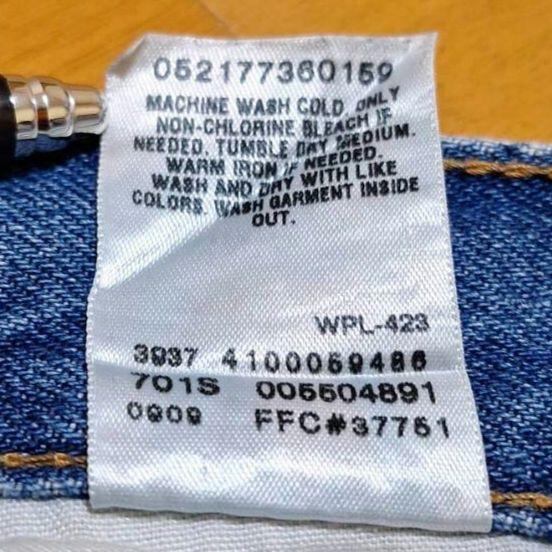 052177360159
MACHINE WASH COLD ONLY
NON-CHLORINE BLEACH IF
NEEDED. TUMBLE DRY MEDIUM.
WARM IRON IF NEEDED.
WASH AND DRY WITH LIKE
COLORS. WASH GARMENT INSIDE
OUT.
WPL-423
3937 4100059486
701S 005504891
0909 FFC#37751